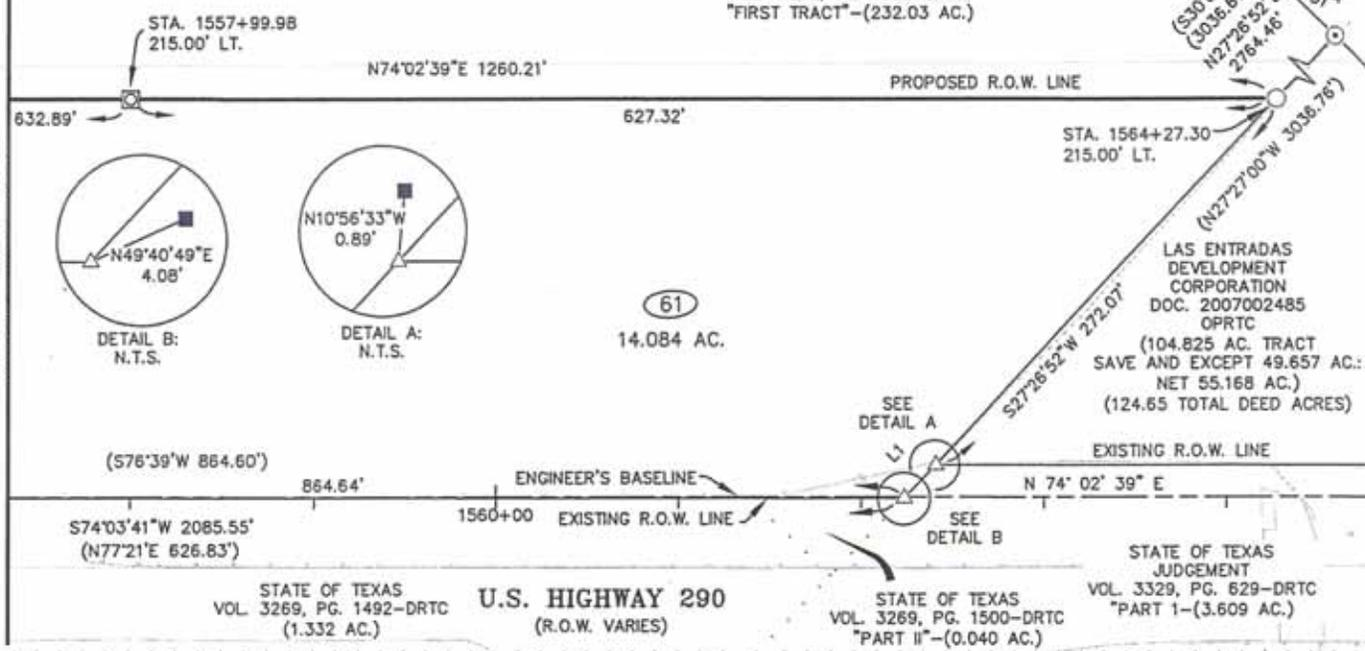 "FIRST TRACT"-(232.03 AC.)
STA. 1557+99.98
215.00' LT.
N74°02'39"E 1260.21'
PROPOSED R.O.W. LINE
N27°26'52"
2764.46'
632.89'
627.32'
STA. 1564+27.30
215.00' LT.
(N27°27'00"W 3036.76')
N49°40'49"E
4.08'
DETAIL B:
N.T.S.
N10°56'33"W
0.89'
DETAIL A:
N.T.S.
61
14.084 AC.
S27°26'52"W 272.07'
LAS ENTRADAS
DEVELOPMENT
CORPORATION
DOC. 2007002485
OPRTC
(104.825 AC. TRACT
SAVE AND EXCEPT 49.657 AC.:
NET 55.168 AC.)
(124.65 TOTAL DEED ACRES)
SEE
DETAIL A
L1
EXISTING R.O.W. LINE
(S76°39'W 864.60')
864.64'
ENGINEER'S BASELINE
N 74° 02' 39" E
1560+00
EXISTING R.O.W. LINE
SEE
DETAIL B
S74°03'41"W 2085.55'
(N77°21'E 626.83')
STATE OF TEXAS
VOL. 3269, PG. 1492-DRTC
(1.332 AC.)
U.S. HIGHWAY 290
(R.O.W. VARIES)
STATE OF TEXAS
VOL. 3269, PG. 1500-DRTC
"PART II"-(0.040 AC.)
STATE OF TEXAS
JUDGEMENT
VOL. 3329, PG. 629-DRTC
"PART 1-(3.609 AC.)